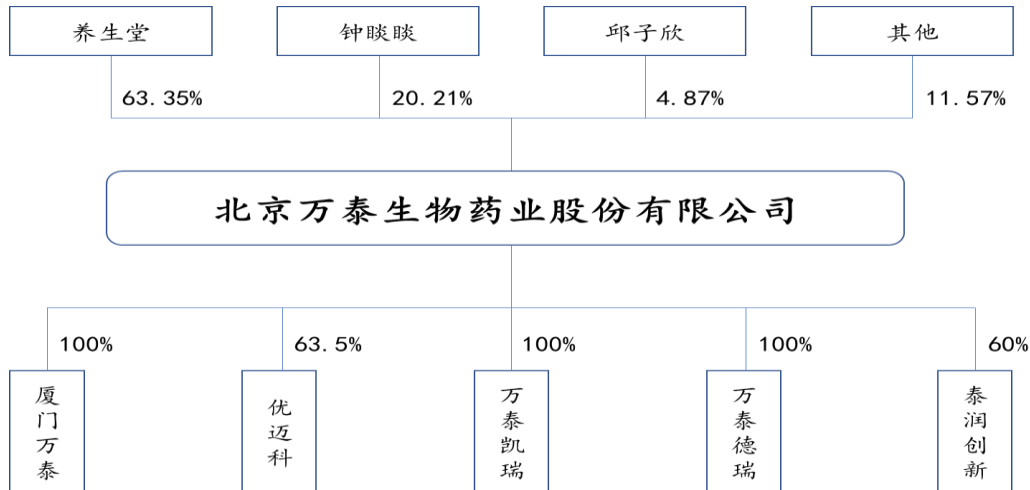 养生堂
钟睒睒
邱子欣
其他
63.35%
20.21%
4.87%
11.57%
北京万泰生物药业股份有限公司
100%
63.5%
100%
100%
60%
厦门万泰
优迈科
万泰凯瑞
万泰德瑞
泰润创新